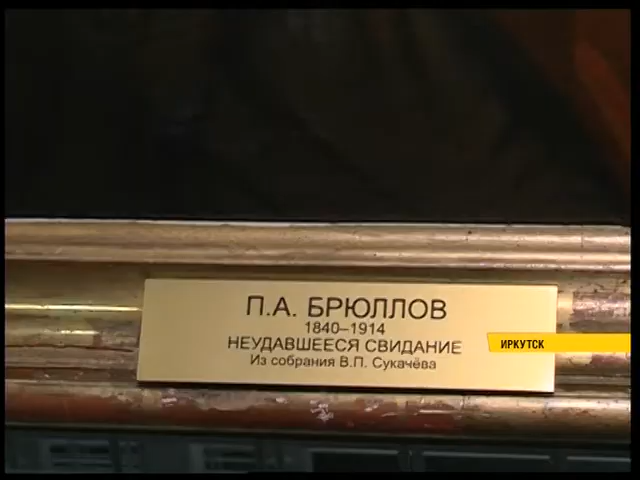 П.А. БРЮЛЛОВ
1840–1914
НЕУДАВШЕЕСЯ СВИДАНИЕ
Из собрания В.П. Сукачёва
ИРКУТСК